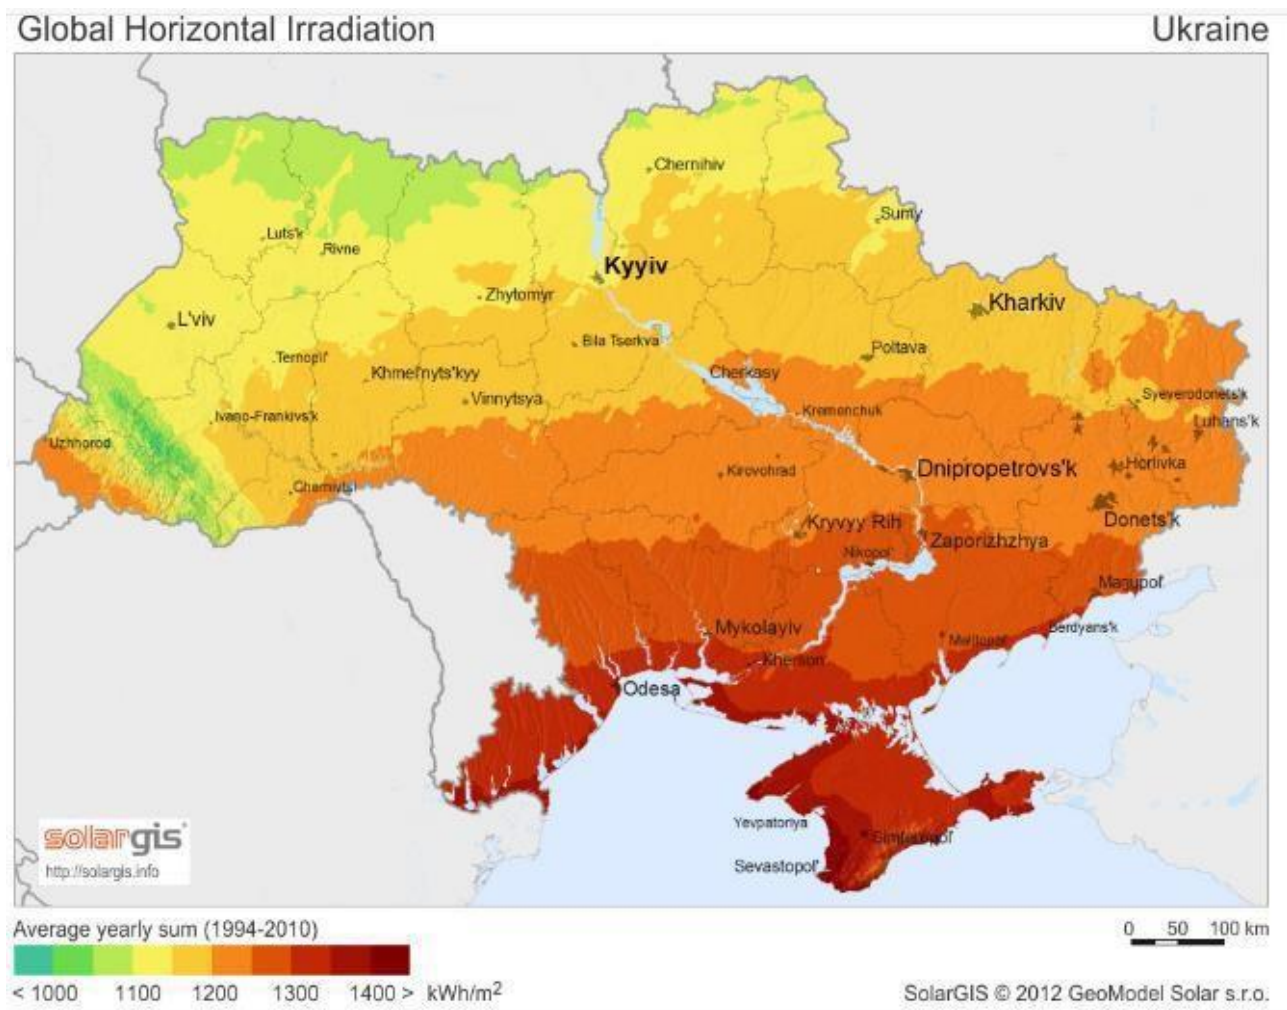 Global Horizontal Irradiation
Ukraine
Chernihiv
Sumy
Luts'k
Rivne
Kyyiv
Zhytomyr
Kharkiv
L'viv
Bila Tserkva
Poltava
Ternopil'
Khmel'nyts'kyy
Cherkasy
Vinnytsya
Syeverodonets'k
Ivano-Frankivs'k
Kremenchuk
Luhans'k
Uzhhorod
Kirovohrad
Dnipropetrovs'k
Horlivka
Chernivtsi
Kryvyy Rih
Donets'k
Nikopol'
Zaporizhzhya
Mariupol'
Mykolayiv
Melitopol'
Berdyans'k
Kherson
Odesa
Yevpatoriya
Simferopol'
Sevastopol'
solargis
http://solargis.info
Average yearly sum (1994-2010)
0 50 100 km
< 1000 1100 1200 1300 1400 > kWh/m²
SolarGIS © 2012 GeoModel Solar s.r.o.